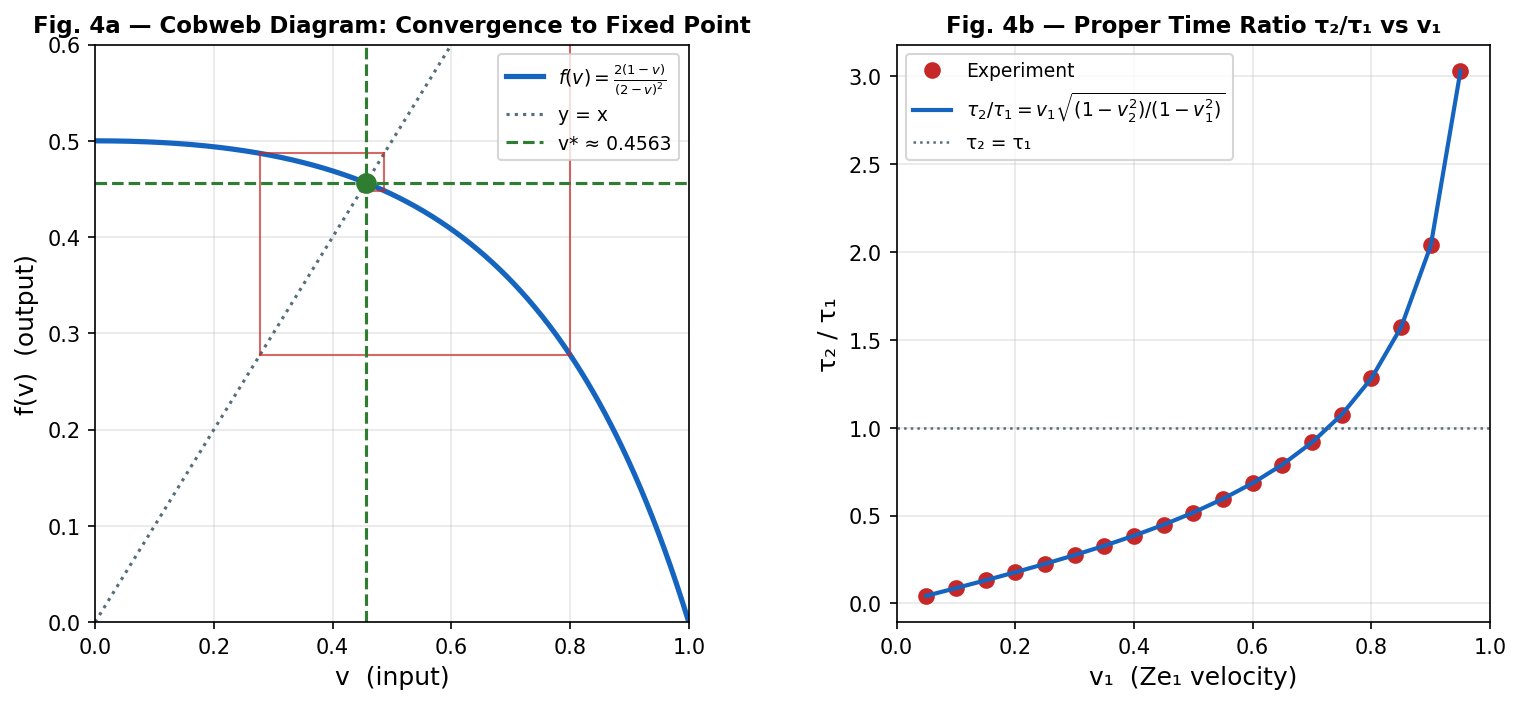 Fig. 4a — Cobweb Diagram: Convergence to Fixed Point
0.6
0.5
0.4
0.3
0.2
0.1
0.0
f(v) (output)
f(v) = 2(1 − v)/(2 − v)²
y = x
v* ≈ 0.4563
0.0 0.2 0.4 0.6 0.8 1.0
v (input)
Fig. 4b — Proper Time Ratio τ₂/τ₁ vs v₁
3.0
2.5
2.0
1.5
1.0
0.5
0.0
τ₂ / τ₁
Experiment
τ₂/τ₁ = v₁√(1 − v₂²)/(1 − v₁²)
τ₂ = τ₁
0.0 0.2 0.4 0.6 0.8 1.0
v₁ (Ze₁ velocity)